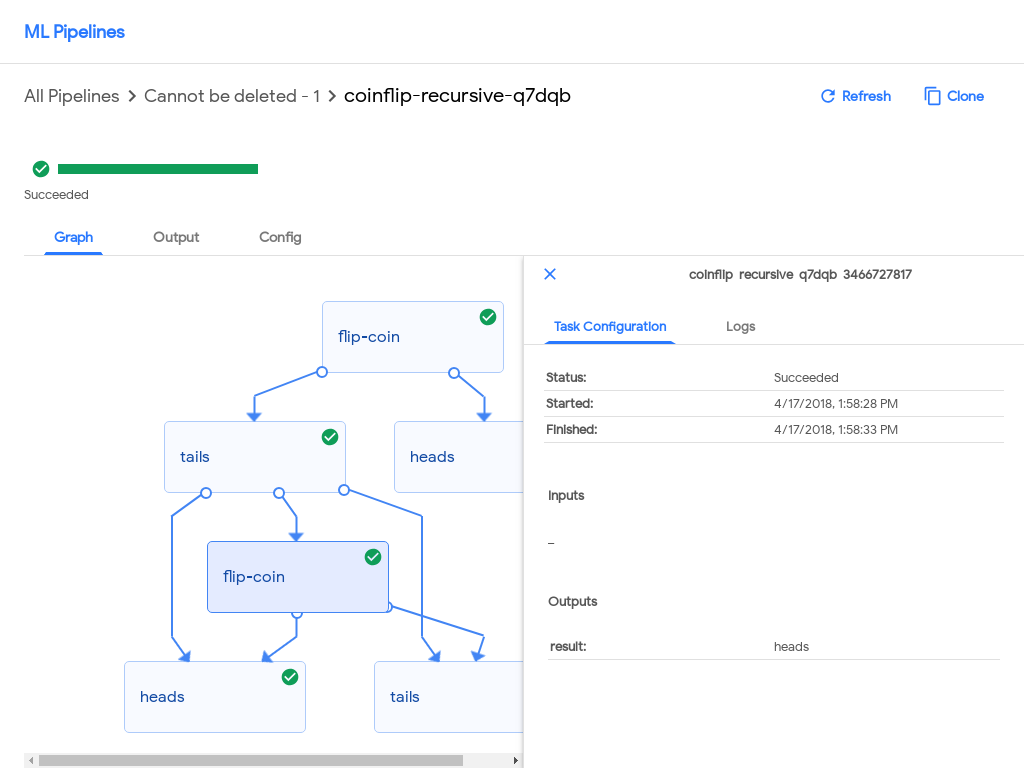 ML Pipelines
All Pipelines > Cannot be deleted - 1 > coinflip-recursive-q7dqb
Refresh
Clone
Succeeded
Graph
Output
Config
flip-coin
tails
heads
flip-coin
heads
tails
coinflip recursive q7dqb 3466727817
Task Configuration
Logs
Status: Succeeded
Started: 4/17/2018, 1:58:28 PM
Finished: 4/17/2018, 1:58:33 PM
Inputs
–
Outputs
result: heads